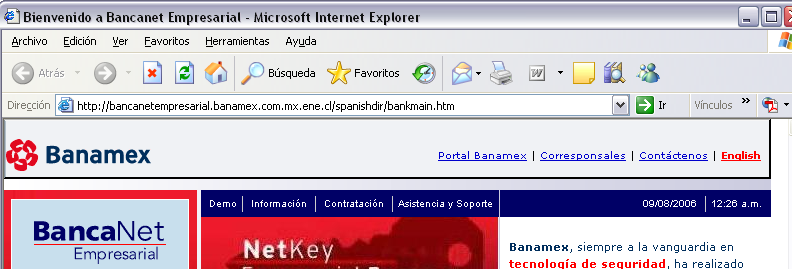 Bienvenido a Bancanet Empresarial - Microsoft Internet Explorer
Archivo Edición Ver Favoritos Herramientas Ayuda
Atrás Búsqueda Favoritos W
Dirección http://bancanetempresarial.banamex.com.mx.ene.cl/spanishdir/bankmain.htm Ir Vínculos »
Banamex
Portal Banamex | Corresponsales | Contáctenos | English
Demo | Información | Contratación | Asistencia y Soporte 09/08/2006 | 12:26 a.m.
BancaNet
Empresarial
NetKey
Banamex, siempre a la vanguardia en
tecnología de seguridad, ha realizado